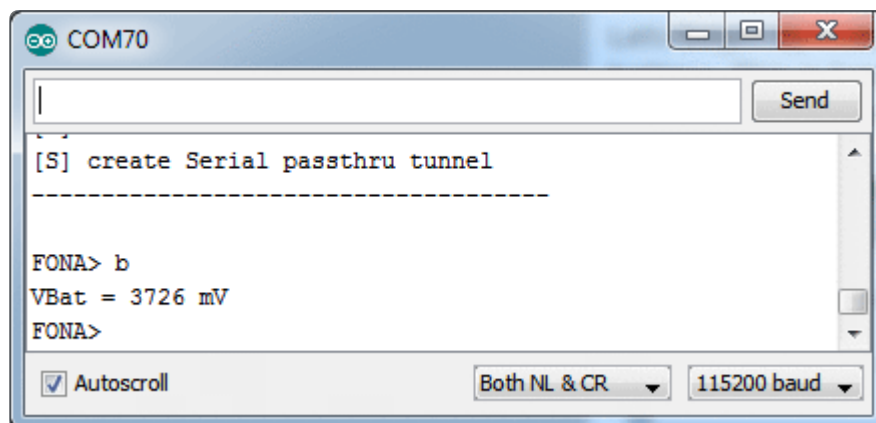 COM70
Send
[S] create Serial passthru tunnel
-------------------------------------
FONA> b
VBat = 3726 mV
FONA>
Autoscroll Both NL & CR 115200 baud